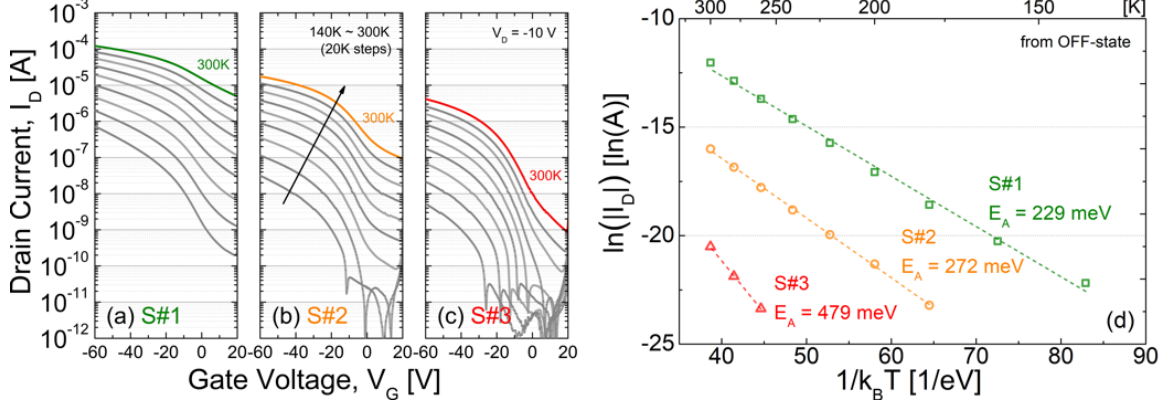 Drain Current, I_D [A]
10^-3
10^-4
10^-5
10^-6
10^-7
10^-8
10^-9
10^-10
10^-11
10^-12
300K
(a) S#1
-60 -40 -20 0 20
140K ~ 300K
(20K steps)
300K
(b) S#2
-60 -40 -20 0 20
V_D = -10 V
300K
(c) S#3
-60 -40 -20 0 20
Gate Voltage, V_G [V]
300 250 200 150 [K]
from OFF-state
ln(|I_D|) [ln(A)]
-10
-15
-20
-25
S#1
E_A = 229 meV
S#2
E_A = 272 meV
S#3
E_A = 479 meV
(d)
40 50 60 70 80 90
1/k_BT [1/eV]